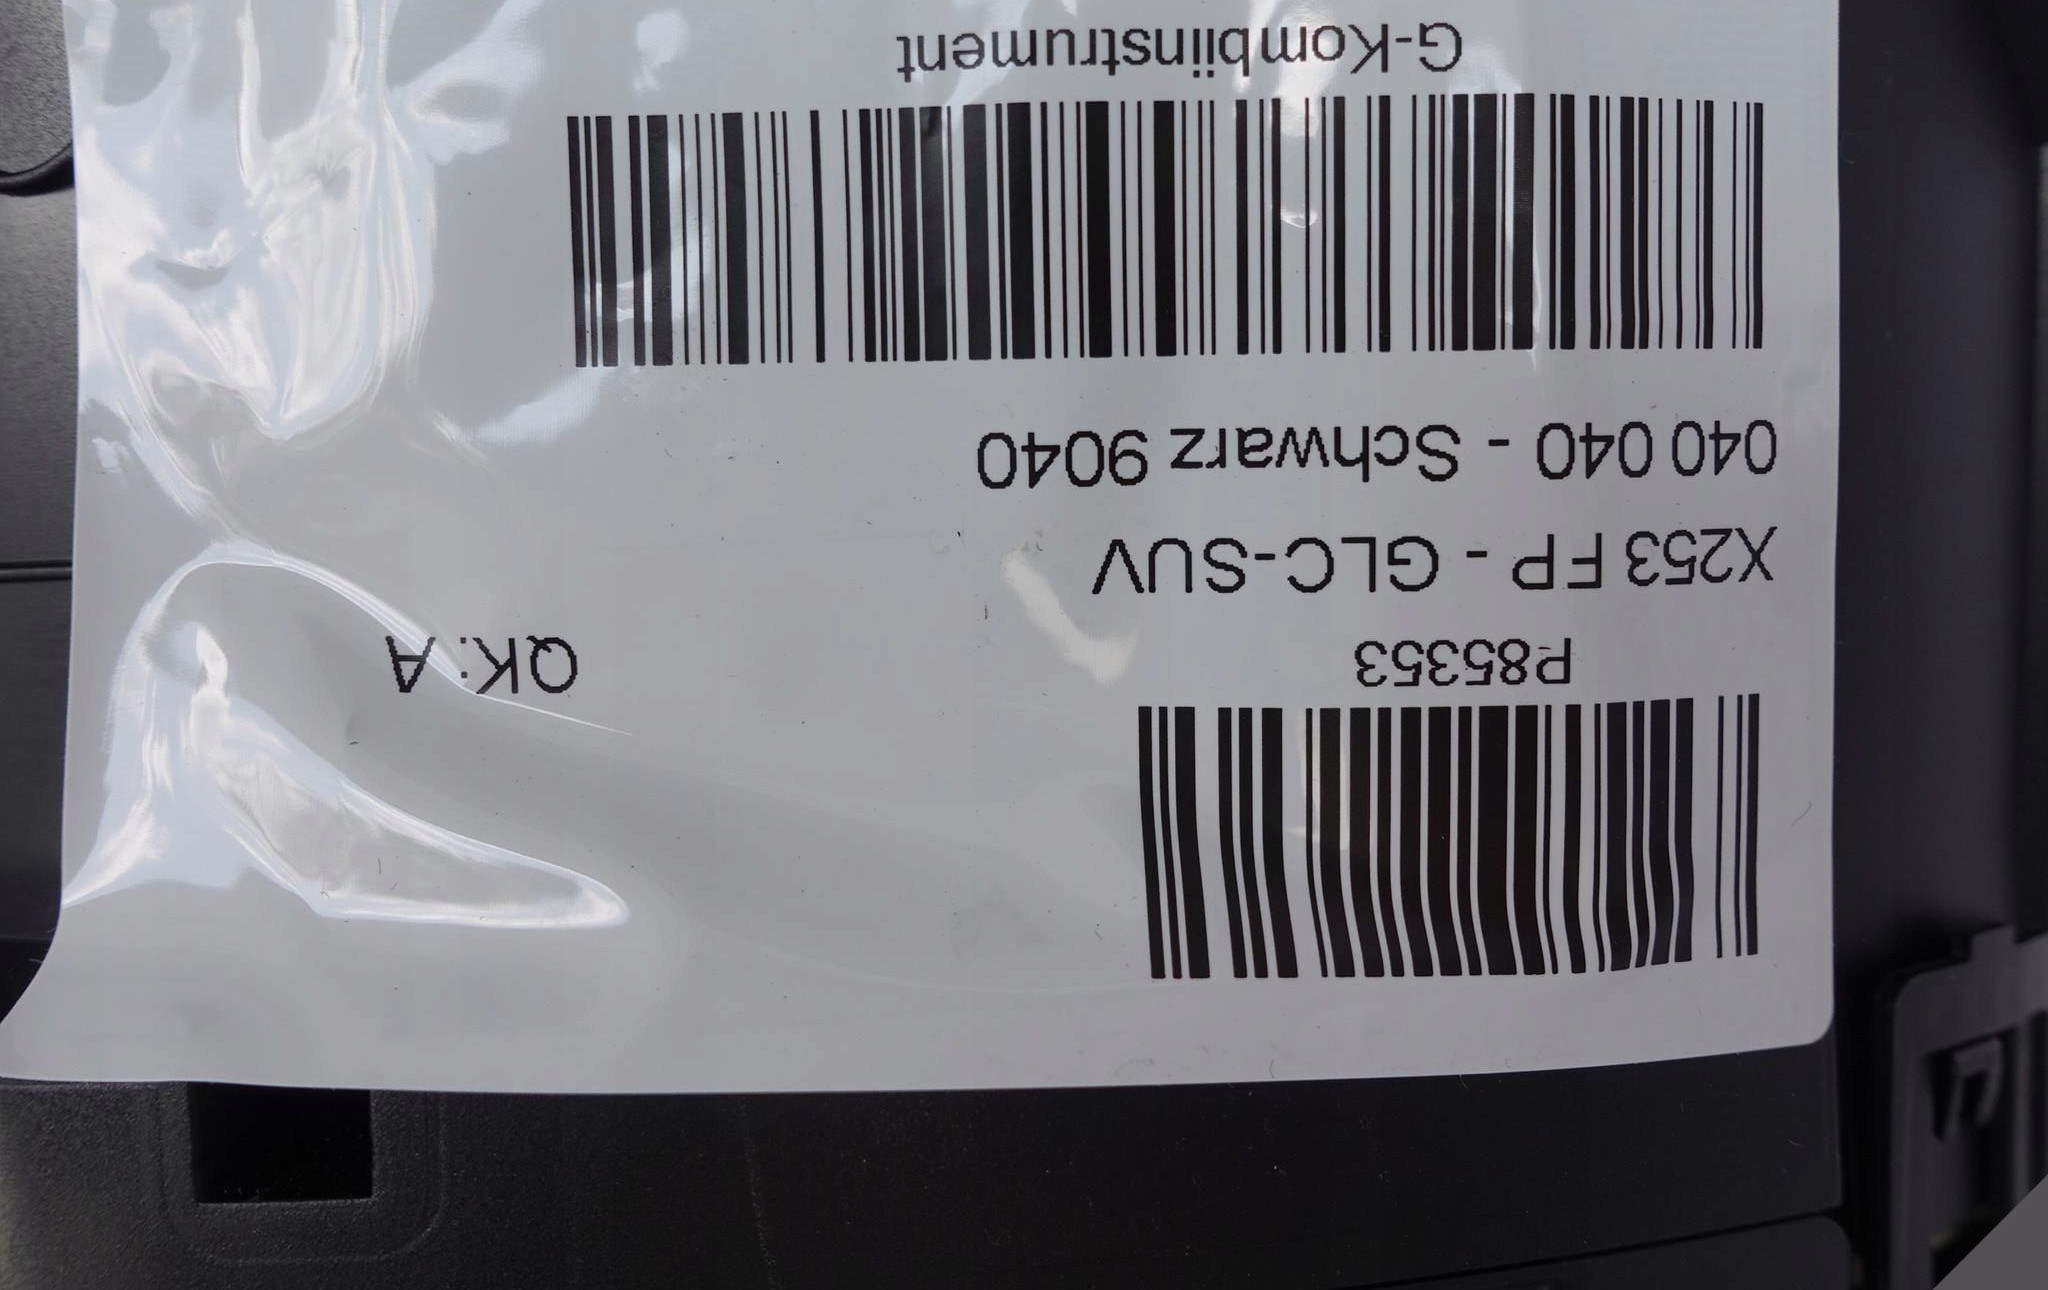 P85353
QK: A
X253 FP - GLC-SUV
040 040 - Schwarz 9040
G-Kombiinstrument